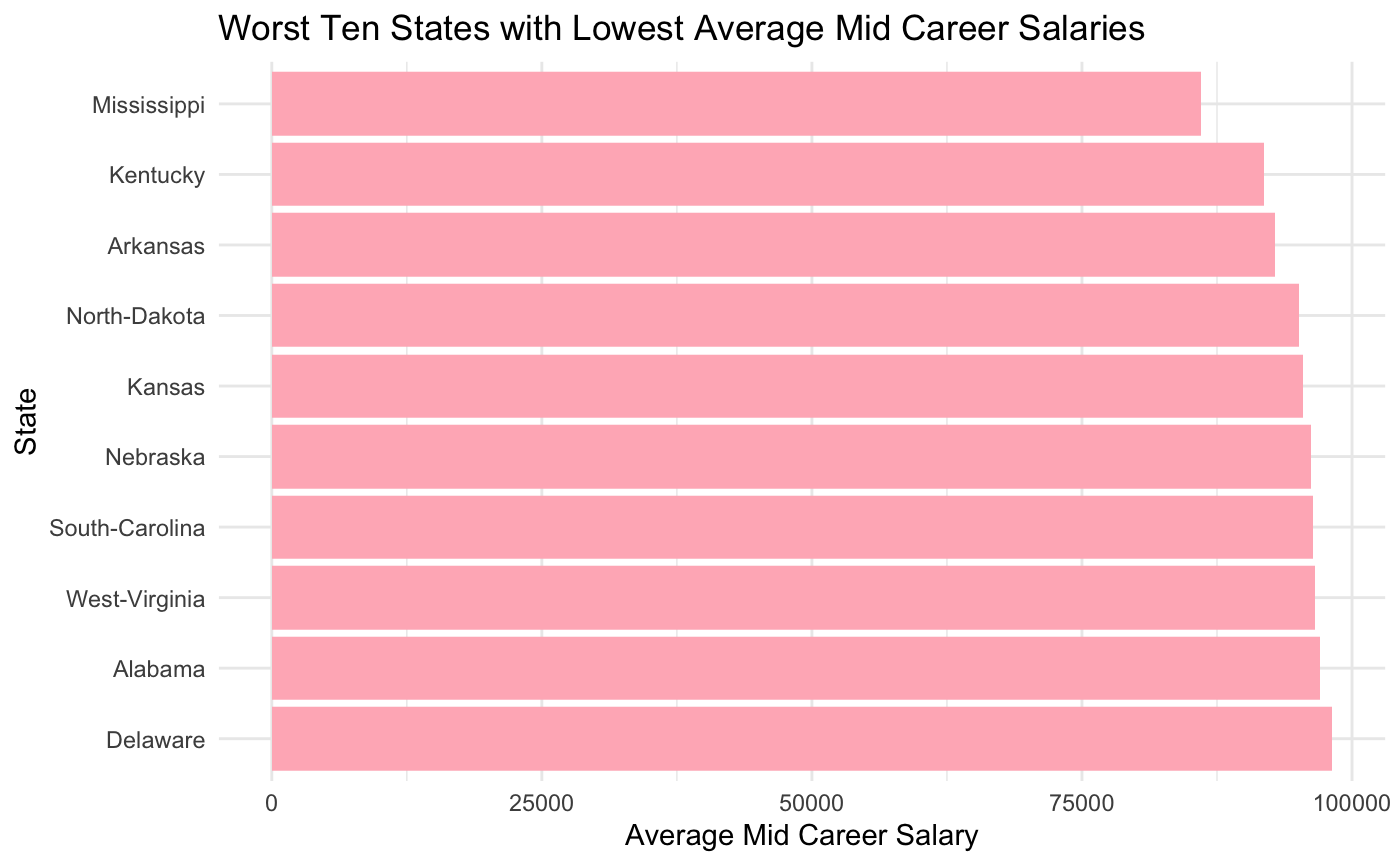 Worst Ten States with Lowest Average Mid Career Salaries
State
Mississippi
Kentucky
Arkansas
North-Dakota
Kansas
Nebraska
South-Carolina
West-Virginia
Alabama
Delaware
0 25000 50000 75000 100000
Average Mid Career Salary